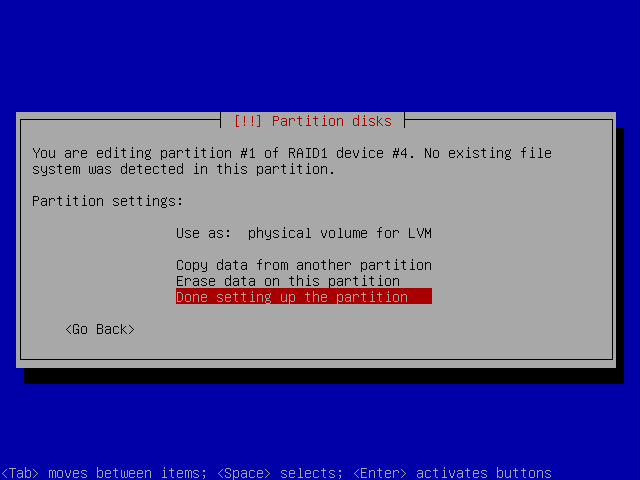 [!!] Partition disks
You are editing partition #1 of RAID1 device #4. No existing file
system was detected in this partition.
Partition settings:
Use as:  physical volume for LVM
Copy data from another partition
Erase data on this partition
Done setting up the partition
<Go Back>
<Tab> moves between items; <Space> selects; <Enter> activates buttons